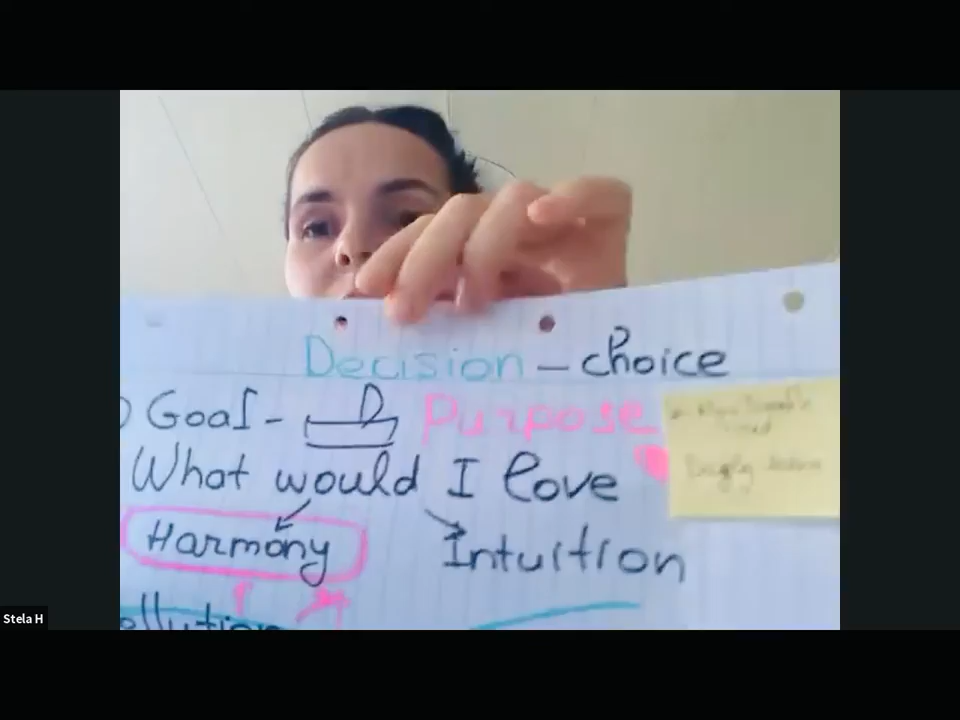 Decision – choice
Goal – Purpose
What would I love
Harmony Intuition
Stela H